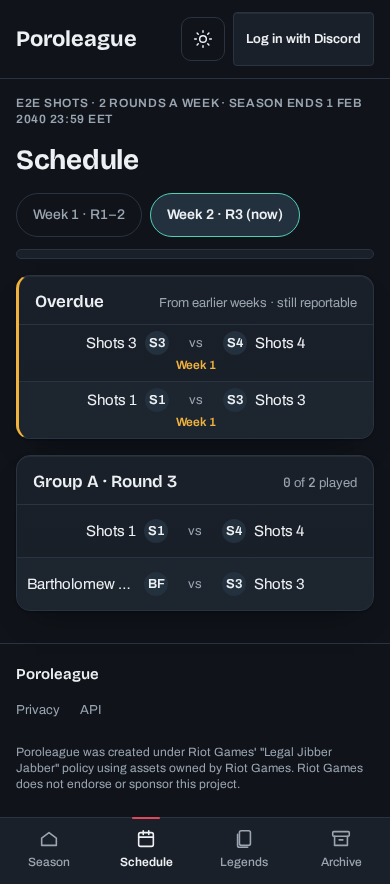 Poroleague
Log in with Discord
E2E SHOTS · 2 ROUNDS A WEEK · SEASON ENDS 1 FEB
2040 23:59 EET
Schedule
Week 1 · R1–2
Week 2 · R3 (now)
Overdue
From earlier weeks · still reportable
Shots 3 S3 vs S4 Shots 4
Week 1
Shots 1 S1 vs S3 Shots 3
Week 1
Group A · Round 3
0 of 2 played
Shots 1 S1 vs S4 Shots 4
Bartholomew ... BF vs S3 Shots 3
Poroleague
Privacy API
Poroleague was created under Riot Games' "Legal Jibber
Jabber" policy using assets owned by Riot Games. Riot Games
does not endorse or sponsor this project.
Season Schedule Legends Archive